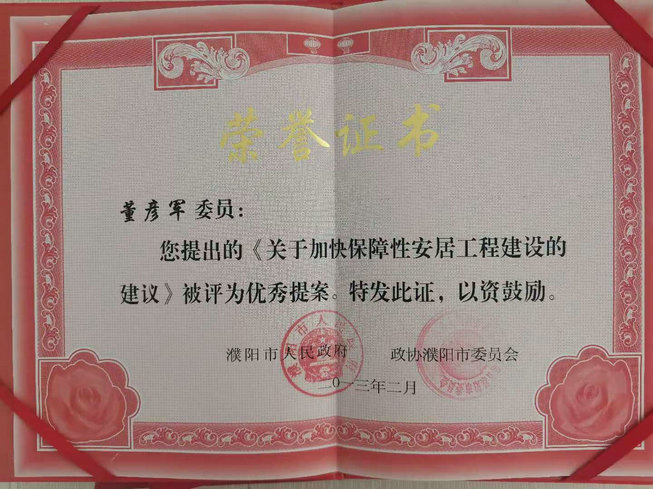 荣誉证书
董彦军委员：
您提出的《关于加快保障性安居工程建设的
建议》被评为优秀提案。特发此证，以资鼓励。
濮阳市人民政府 政协濮阳市委员会
二〇一三年二月